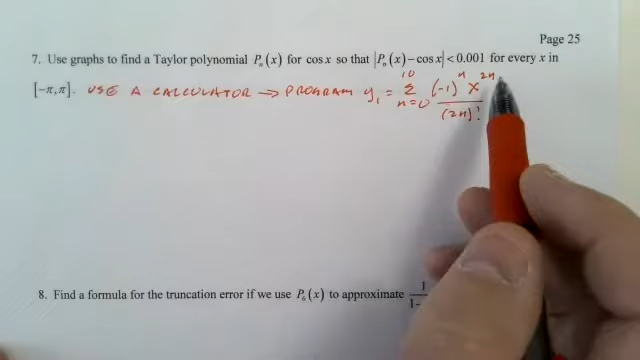 Page 25
7. Use graphs to find a Taylor polynomial Pₙ(x) for cos x so that |Pₙ(x) − cos x| < 0.001 for every x in
[−π, π]. USE A CALCULATOR → PROGRAM y₁ = Σ_{n=0}^{10} (-1)ⁿ x²ⁿ / (2n)!
8. Find a formula for the truncation error if we use P₆(x) to approximate 1/1−